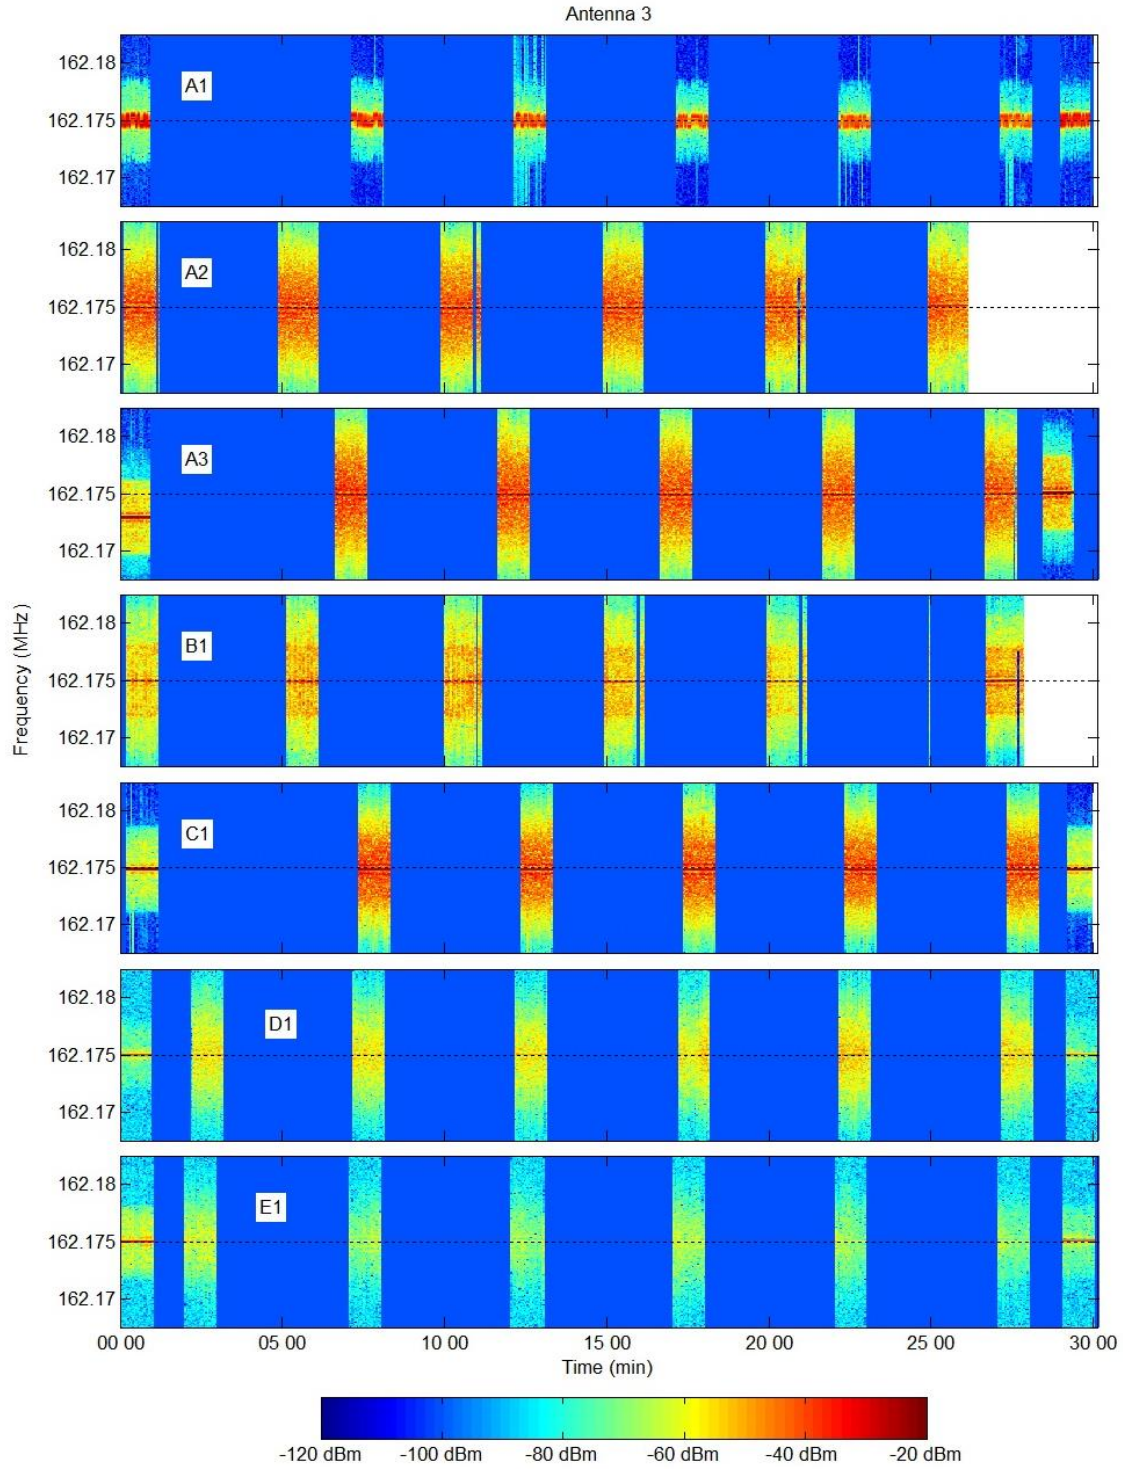 Antenna 3
162.18
A1
162.175
162.17
162.18
A2
162.175
162.17
162.18
A3
162.175
162.17
Frequency (MHz)
162.18
B1
162.175
162.17
162.18
C1
162.175
162.17
162.18
D1
162.175
162.17
162.18
E1
162.175
162.17
00 00 05 00 10 00 15 00 20 00 25 00 30 00
Time (min)
-120 dBm -100 dBm -80 dBm -60 dBm -40 dBm -20 dBm